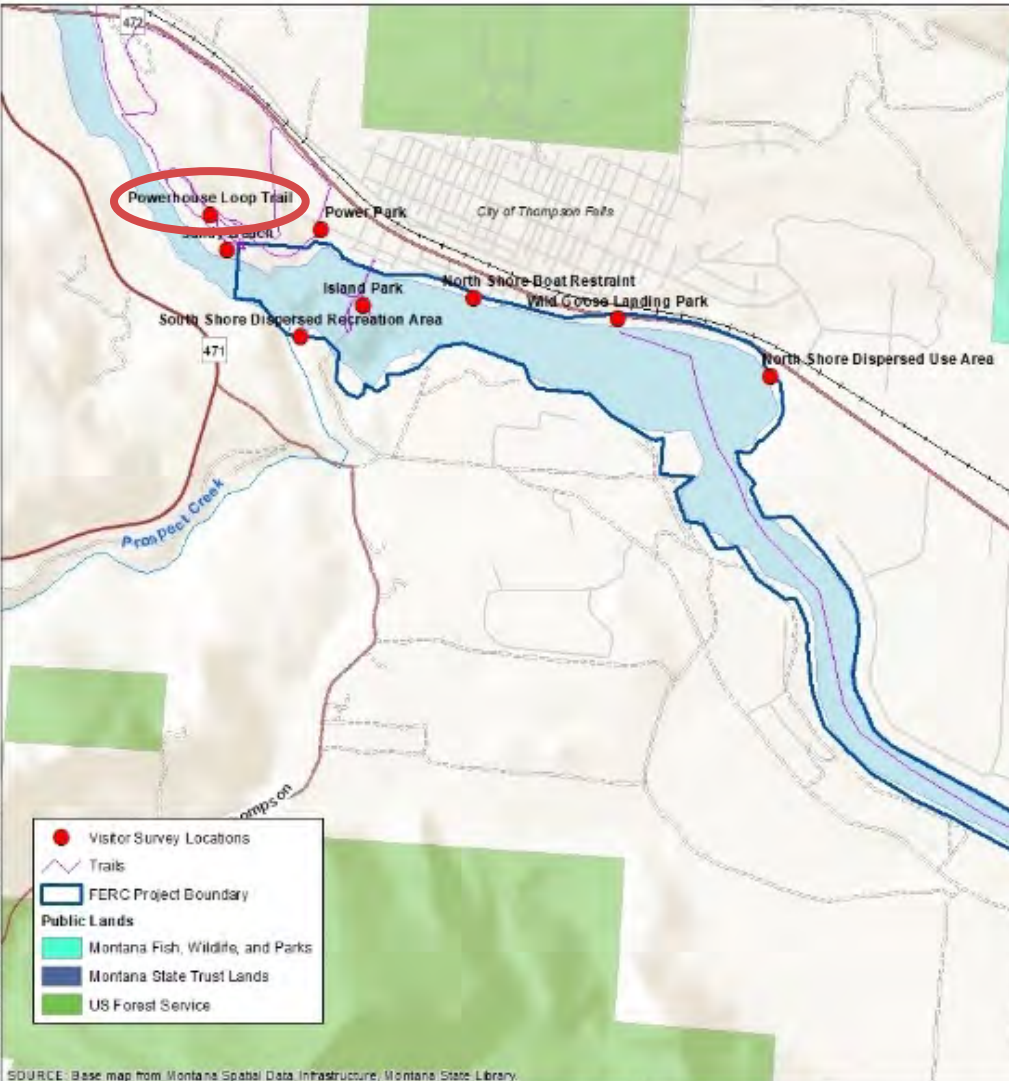 472
Powerhouse Loop Trail
Power Park
City of Thompson Falls
Island Park
North Shore Boat Restraint
Wild Goose Landing Park
South Shore Dispersed Recreation Area
471
North Shore Dispersed Use Area
Prospect Creek
Visitor Survey Locations
Trails
FERC Project Boundary
Public Lands
Montana Fish, Wildlife, and Parks
Montana State Trust Lands
US Forest Service
SOURCE: Base map from Montana Spatial Data Infrastructure, Montana State Library